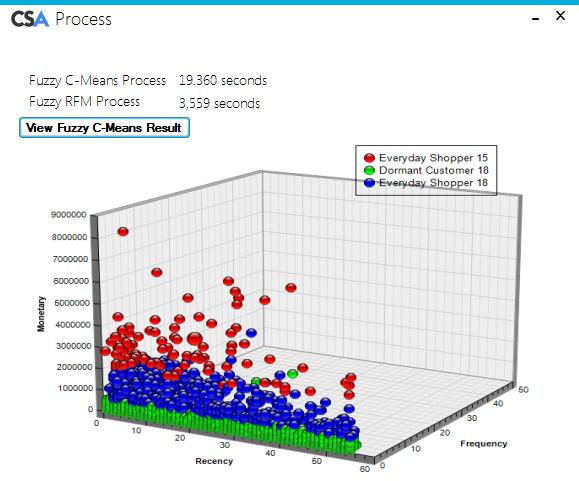 CSA Process
Fuzzy C-Means Process 19.360 seconds
Fuzzy RFM Process 3.559 seconds
View Fuzzy C-Means Result
Everyday Shopper 15
Dormant Customer 18
Everyday Shopper 18
9000000
8000000
7000000
6000000
5000000
4000000
3000000
2000000
1000000
0
Monetary
0 10 20 30 40 50 60
Recency
0 10 20 30 40 50
Frequency